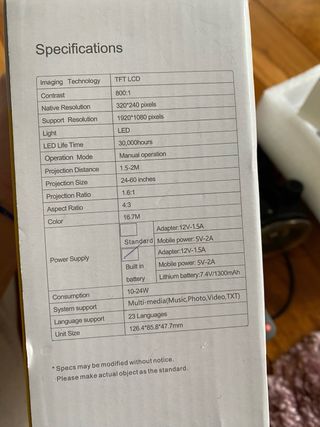 Specifications
Imaging Technology TFT LCD
Contrast 800:1
Native Resolution 320*240 pixels
Support Resolution 1920*1080 pixels
Light LED
LED Life Time 30,000hours
Operation Mode Manual operation
Projection Distance 1.5-2M
Projection Size 24-60 inches
Projection Ratio 1.6:1
Aspect Ratio 4:3
Color 16.7M
Power Supply
Standard
Adapter:12V-1.5A
Mobile power: 5V-2A
Built in
battery
Adapter:12V-1.5A
Mobile power: 5V-2A
Lithium battery:7.4V/1300mAh
Consumption 10-24W
System support Multi-media(Music,Photo,Video,TXT)
Language support 23 Languages
Unit Size 126.4*85.8*47.7mm
* Specs may be modified without notice.
Please make actual object as the standard.